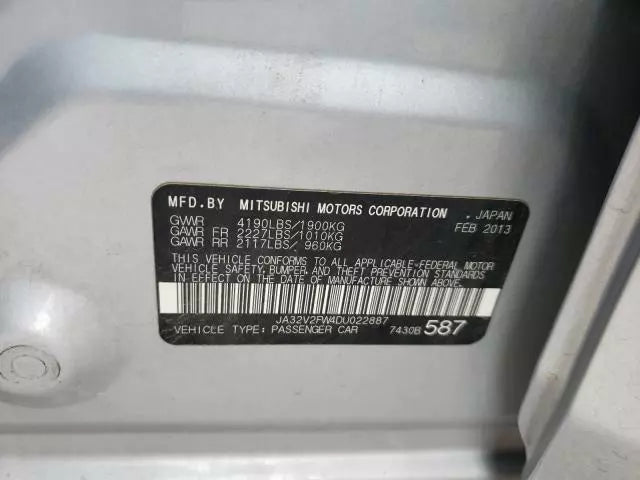 MFD.BY MITSUBISHI MOTORS CORPORATION . JAPAN
GVWR 4190LBS/1900KG FEB 2013
GAWR FR 2227LBS/1010KG
GAWR RR 2117LBS/ 960KG
THIS VEHICLE CONFORMS TO ALL APPLICABLE-FEDERAL MOTOR
VEHICLE SAFETY,BUMPER,AND THEFT PREVENTION STANDARDS
IN EFFECT ON THE DATE OF MANUFACTURE SHOWN ABOVE.
JA32V2FW4DU022887
VEHICLE TYPE: PASSENGER CAR 7430B 587